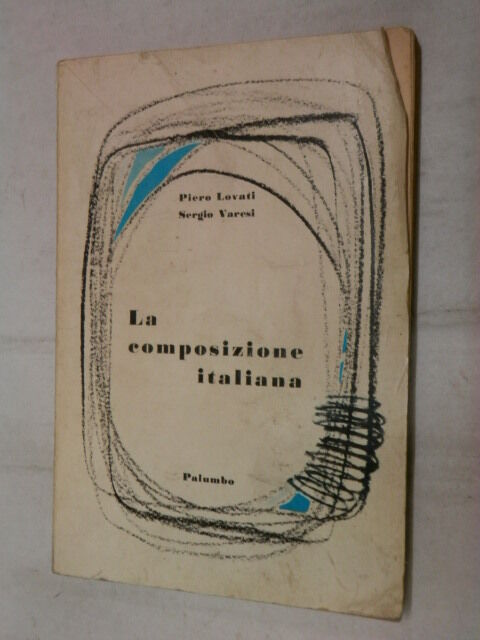 Piero Lovati
Sergio Varesi
La
composizione
italiana
Palumbo